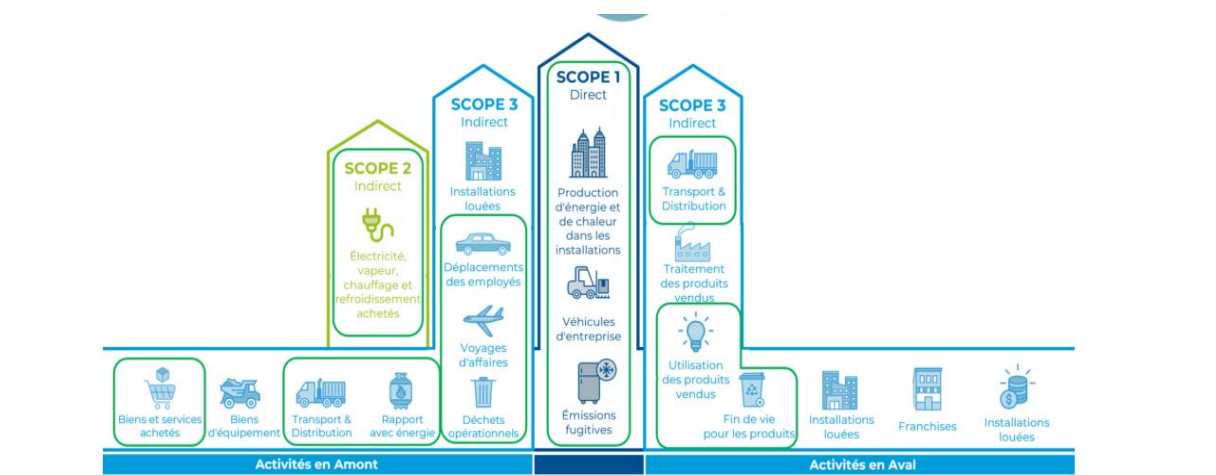 SCOPE 2
Indirect
Électricité,
vapeur,
chauffage et
refroidissement
achetés
SCOPE 3
Indirect
Installations
louées
Déplacements
des employés
Voyages
d'affaires
Déchets
opérationnels
SCOPE 1
Direct
Production
d'énergie et
de chaleur
dans les
installations
Véhicules
d'entreprise
Émissions
fugitives
SCOPE 3
Indirect
Transport &
Distribution
Traitement
des produits
vendus
Utilisation
des produits
vendus
Fin de vie
pour les produits
Biens et services
achetés
Biens
d'équipement
Transport &
Distribution
Rapport
avec énergie
Installations
louées
Franchises
Installations
louées
Activités en Amont
Activités en Aval